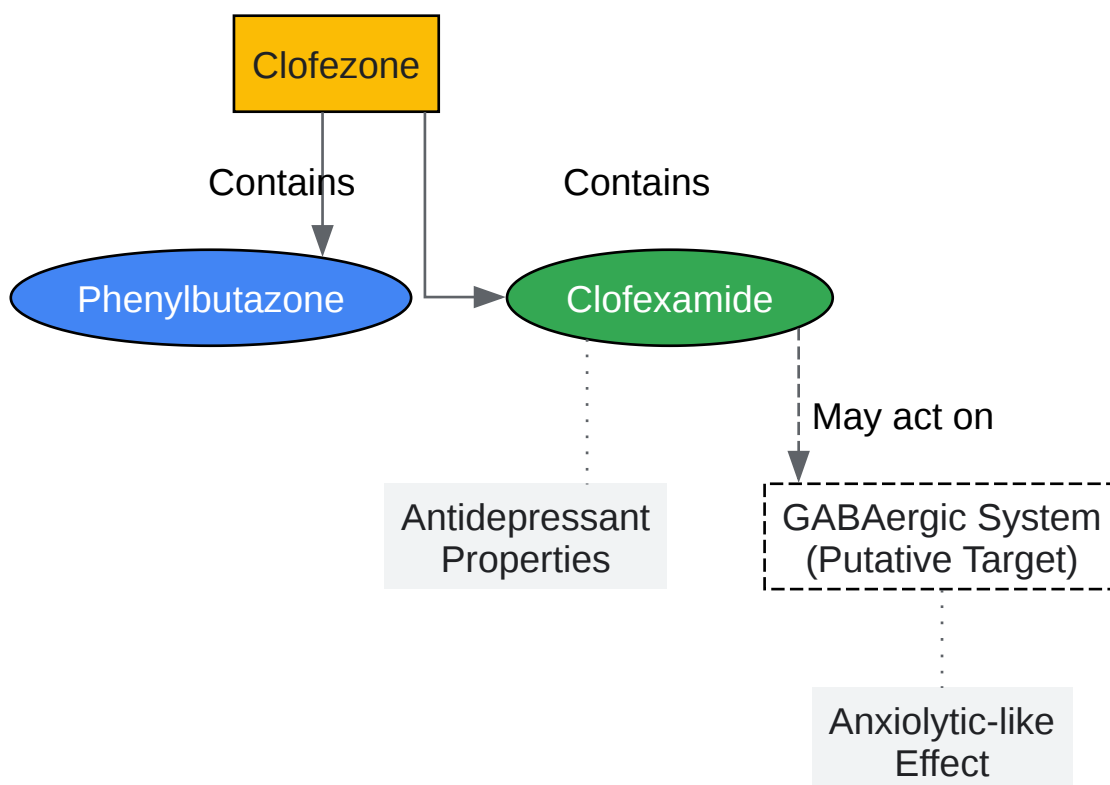 Clofezone
Contains
Contains
Phenylbutazone
Clofexamide
May act on
Antidepressant
Properties
GABAergic System
(Putative Target)
Anxiolytic-like
Effect